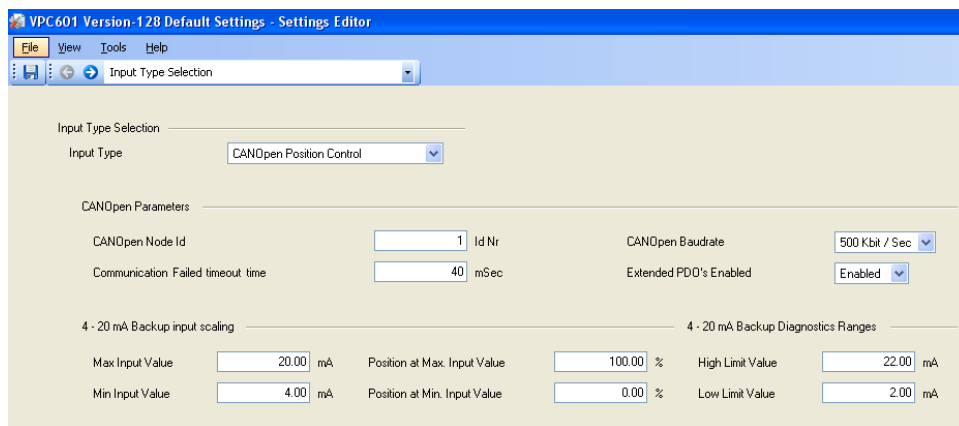 VPC601 Version-128 Default Settings - Settings Editor
File View Tools Help
Input Type Selection
Input Type Selection
Input Type CANOpen Position Control
CANOpen Parameters
CANOpen Node Id 1 Id Nr CANOpen Baudrate 500 Kbit / Sec
Communication Failed timeout time 40 mSec Extended PDO's Enabled Enabled
4 - 20 mA Backup input scaling 4 - 20 mA Backup Diagnostics Ranges
Max Input Value 20.00 mA Position at Max. Input Value 100.00 % High Limit Value 22.00 mA
Min Input Value 4.00 mA Position at Min. Input Value 0.00 % Low Limit Value 2.00 mA